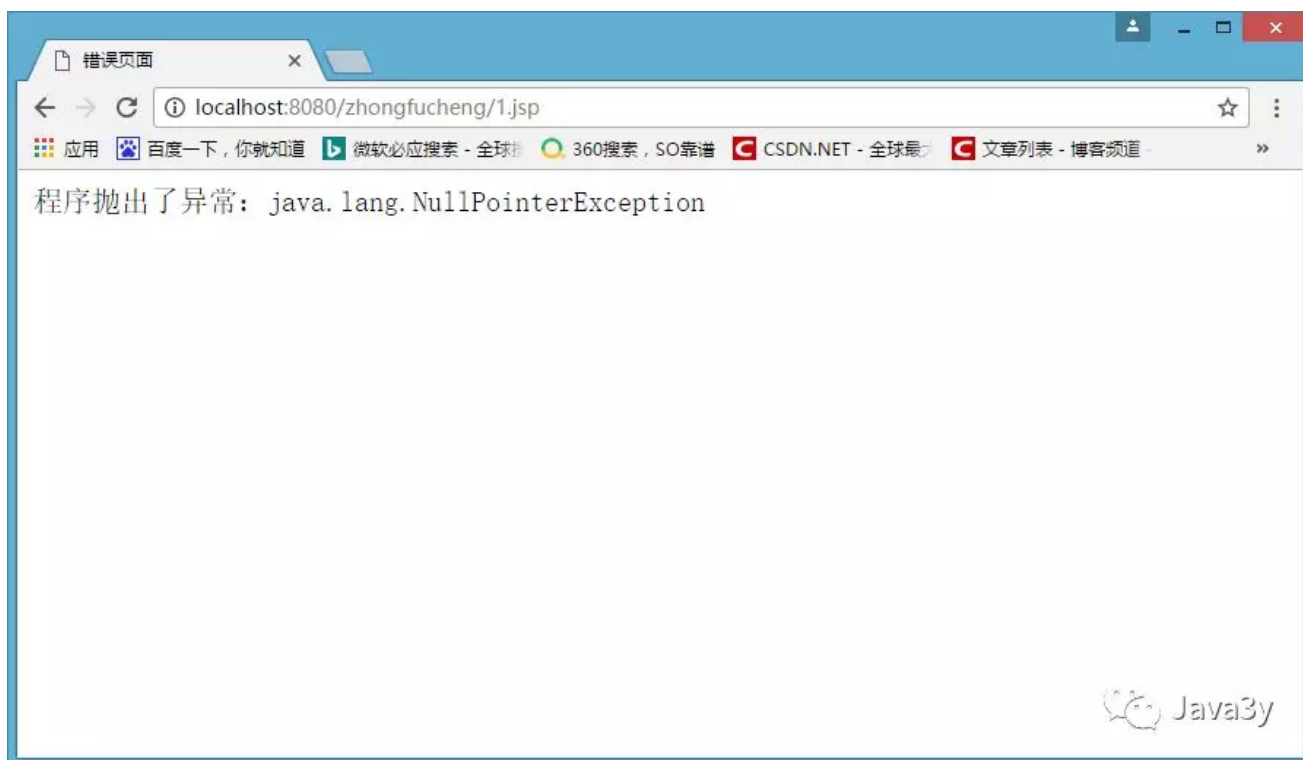 错误页面
localhost:8080/zhongfucheng/1.jsp
应用 百度一下，你就知道 微软必应搜索 - 全球 360搜索，SO靠谱 CSDN.NET - 全球最 文章列表 - 博客频道 -
程序抛出了异常：java.lang.NullPointerException
Java3y